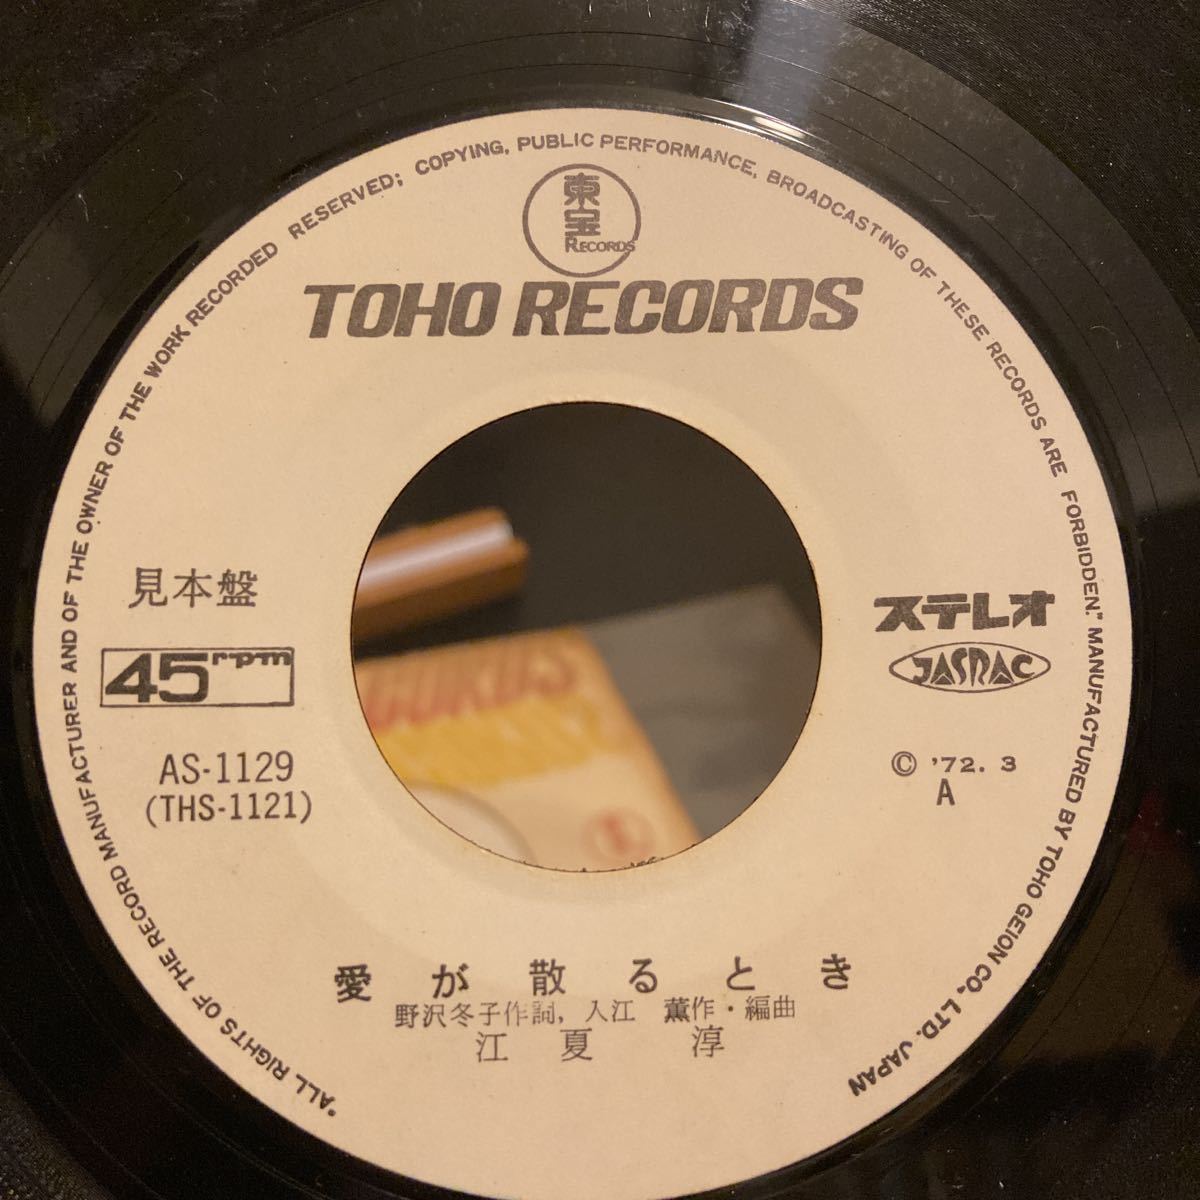 "ALL RIGHTS OF THE RECORD MANUFACTURER AND OF THE OWNER OF THE WORK RECORDED RESERVED; COPYING, PUBLIC PERFORMANCE, BROADCASTING OF THESE RECORDS ARE FORBIDDEN." MANUFACTURED BY TOHO GEION CO., LTD. JAPAN
東宝
RECORDS
TOHO RECORDS
見本盤
45rpm
AS-1129
(THS-1121)
ステレオ
JASRAC
© '72. 3
A
愛が散るとき
野沢冬子作詞, 入江 薫作・編曲
江夏 淳